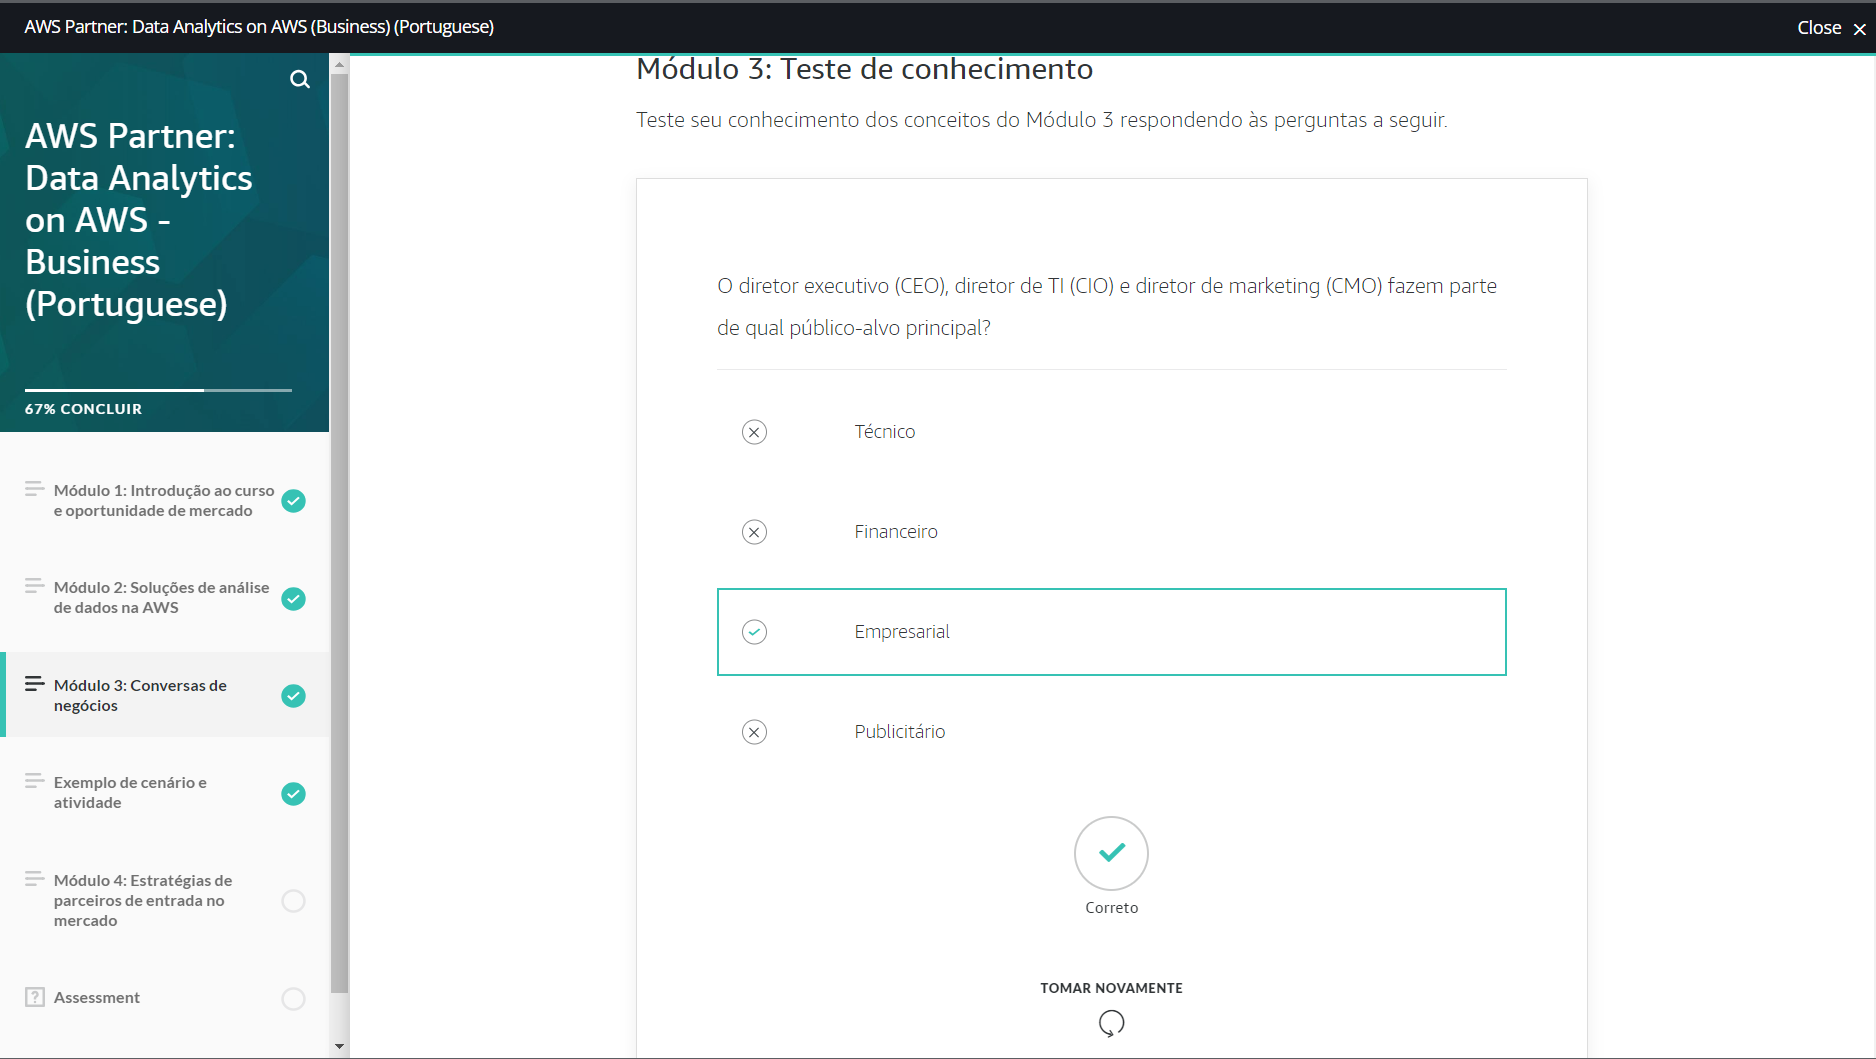 AWS Partner: Data Analytics on AWS (Business) (Portuguese)
Close
AWS Partner:
Data Analytics
on AWS -
Business
(Portuguese)
67% CONCLUIR
Módulo 1: Introdução ao curso
e oportunidade de mercado
Módulo 2: Soluções de análise
de dados na AWS
Módulo 3: Conversas de
negócios
Exemplo de cenário e
atividade
Módulo 4: Estratégias de
parceiros de entrada no
mercado
Assessment
Módulo 3: Teste de conhecimento
Teste seu conhecimento dos conceitos do Módulo 3 respondendo às perguntas a seguir.
O diretor executivo (CEO), diretor de TI (CIO) e diretor de marketing (CMO) fazem parte
de qual público-alvo principal?
Técnico
Financeiro
Empresarial
Publicitário
Correto
TOMAR NOVAMENTE